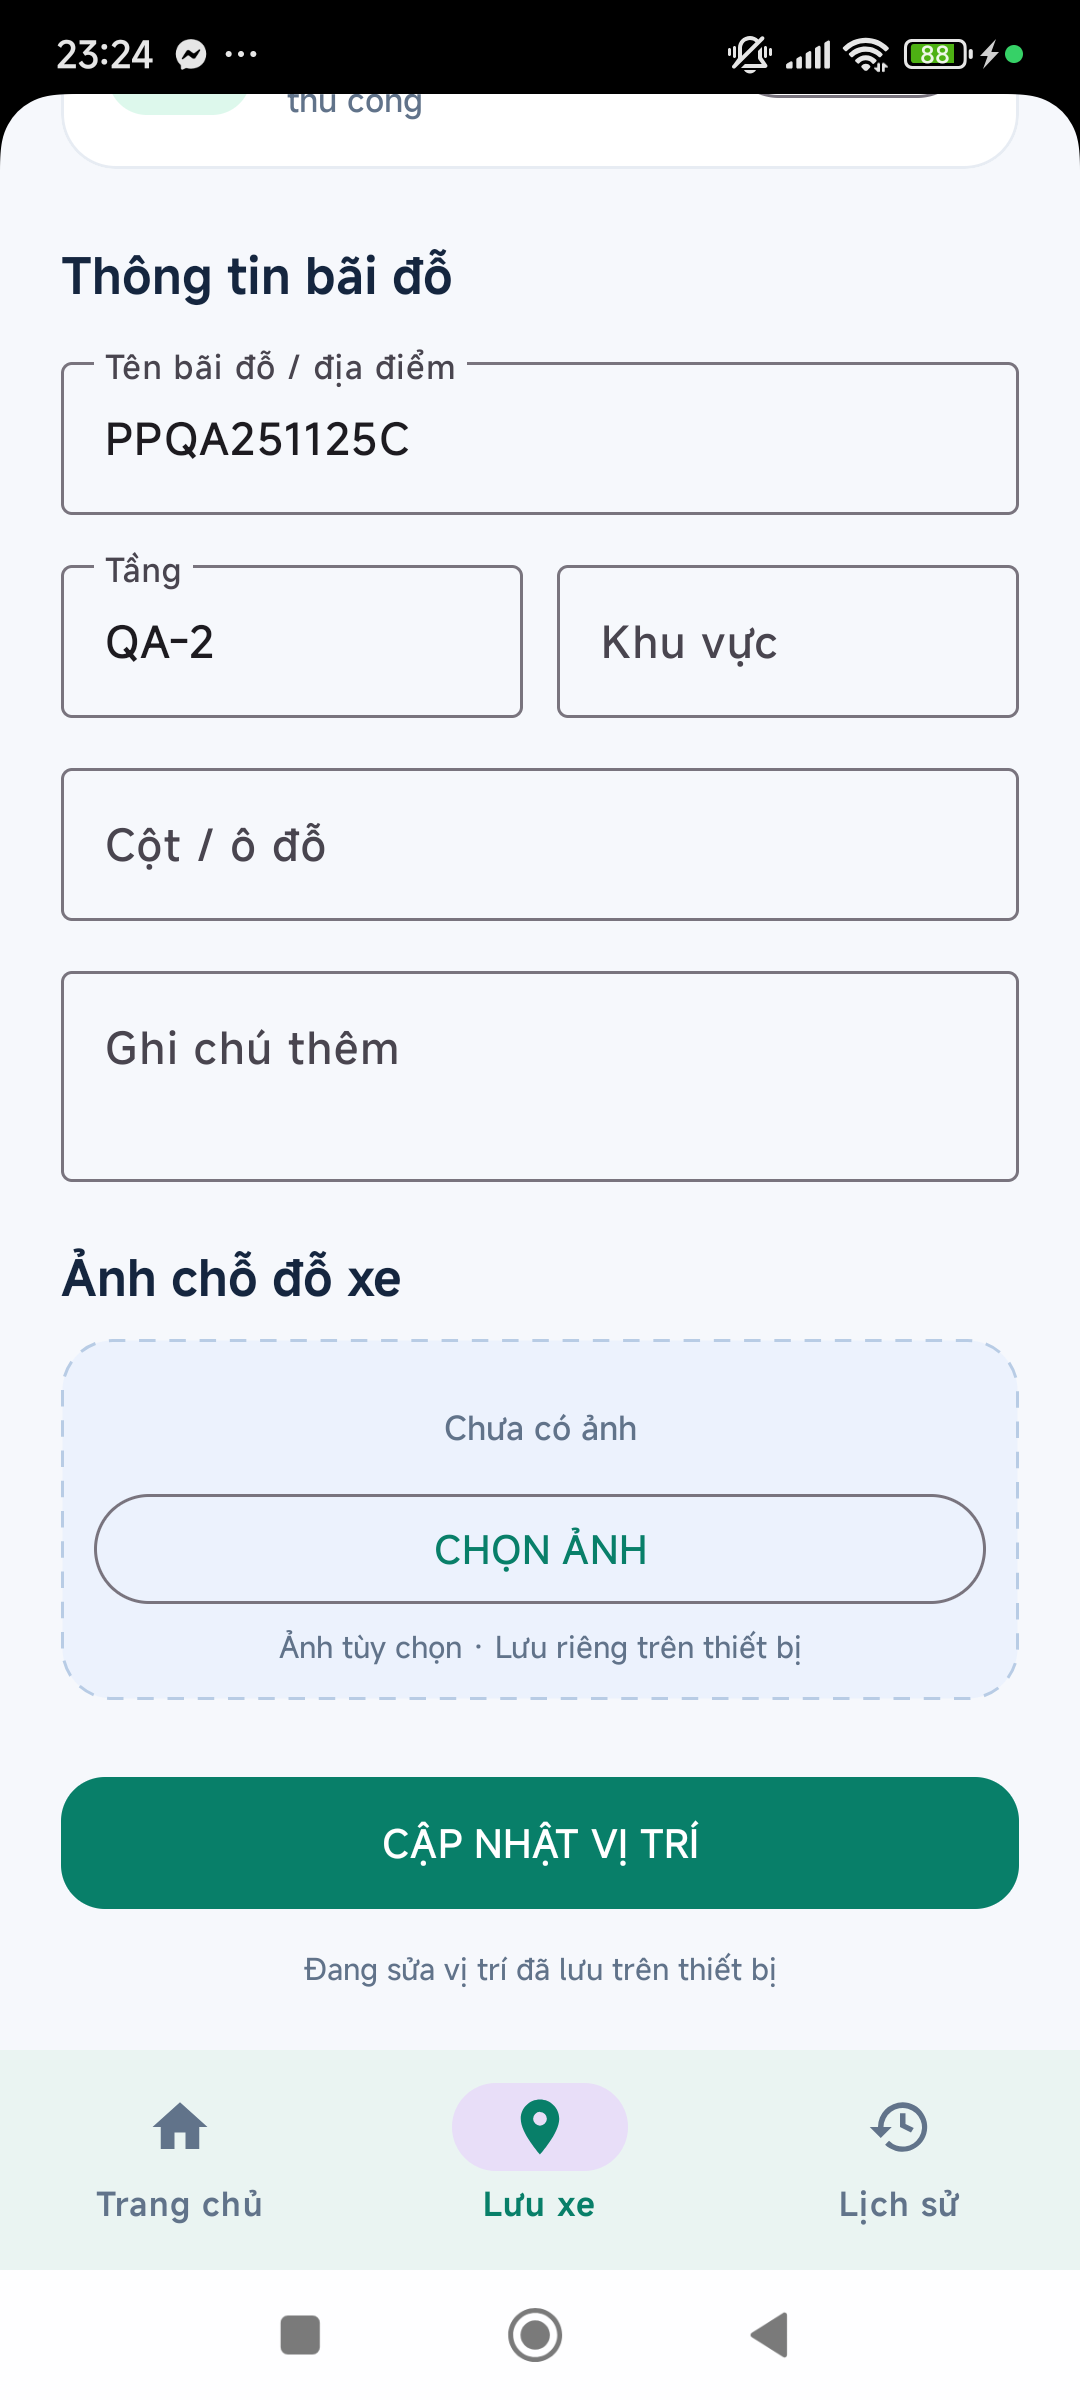 23:24
88
thủ công
Thông tin bãi đỗ
Tên bãi đỗ / địa điểm
PPQA251125C
Tầng
QA-2
Khu vực
Cột / ô đỗ
Ghi chú thêm
Ảnh chỗ đỗ xe
Chưa có ảnh
CHỌN ẢNH
Ảnh tùy chọn · Lưu riêng trên thiết bị
CẬP NHẬT VỊ TRÍ
Đang sửa vị trí đã lưu trên thiết bị
Trang chủ
Lưu xe
Lịch sử